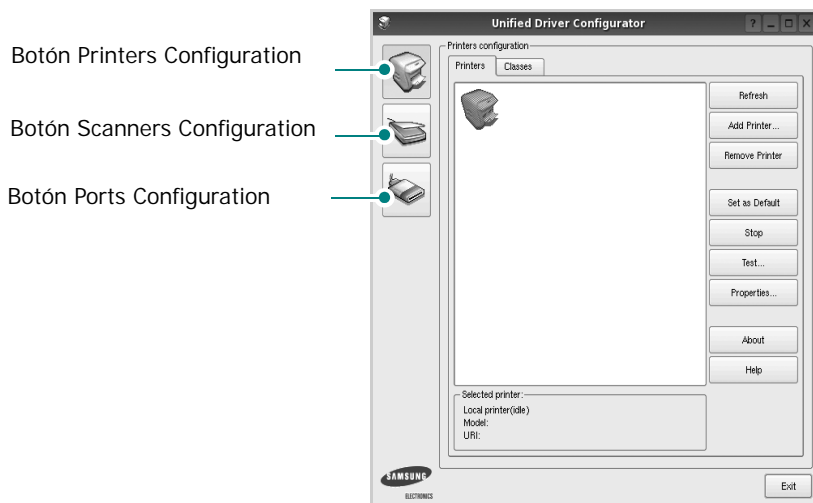 Unified Driver Configurator
?
Botón Printers Configuration
Botón Scanners Configuration
Botón Ports Configuration
Printers configuration
Printers
Classes
Refresh
Add Printer...
Remove Printer
Set as Default
Stop
Test...
Properties...
About
Help
Selected printer:
Local printer(idle)
Model:
URI:
SAMSUNG
ELECTRONICS
Exit